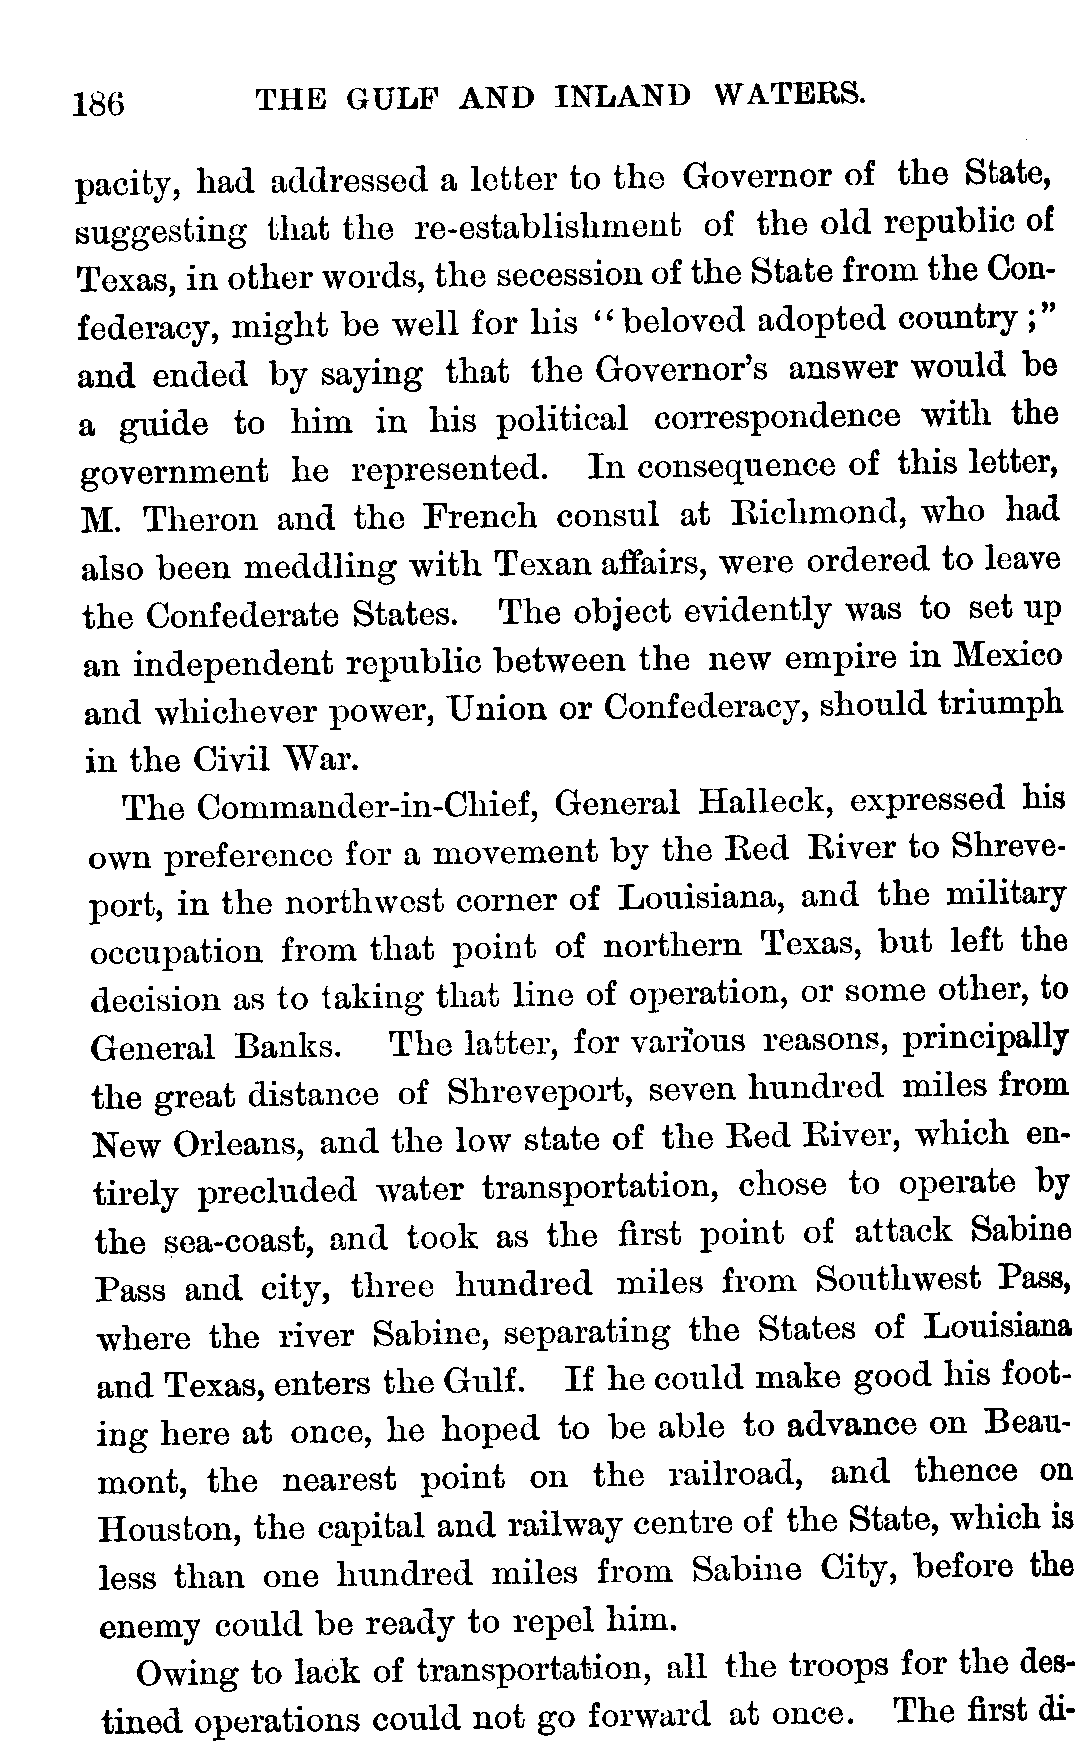 186 THE GULF AND INLAND WATERS.
pacity, had addressed a letter to the Governor of the State,
suggesting that the re-establishment of the old republic of
Texas, in other words, the secession of the State from the Con-
federacy, might be well for his “beloved adopted country;”
and ended by saying that the Governor’s answer would be
a guide to him in his political correspondence with the
government he represented. In consequence of this letter,
M. Theron and the French consul at Richmond, who had
also been meddling with Texan affairs, were ordered to leave
the Confederate States. The object evidently was to set up
an independent republic between the new empire in Mexico
and whichever power, Union or Confederacy, should triumph
in the Civil War.
The Commander-in-Chief, General Halleck, expressed his
own preference for a movement by the Red River to Shreve-
port, in the northwest corner of Louisiana, and the military
occupation from that point of northern Texas, but left the
decision as to taking that line of operation, or some other, to
General Banks. The latter, for various reasons, principally
the great distance of Shreveport, seven hundred miles from
New Orleans, and the low state of the Red River, which en-
tirely precluded water transportation, chose to operate by
the sea-coast, and took as the first point of attack Sabine
Pass and city, three hundred miles from Southwest Pass,
where the river Sabine, separating the States of Louisiana
and Texas, enters the Gulf. If he could make good his foot-
ing here at once, he hoped to be able to advance on Beau-
mont, the nearest point on the railroad, and thence on
Houston, the capital and railway centre of the State, which is
less than one hundred miles from Sabine City, before the
enemy could be ready to repel him.
Owing to lack of transportation, all the troops for the des-
tined operations could not go forward at once. The first di-